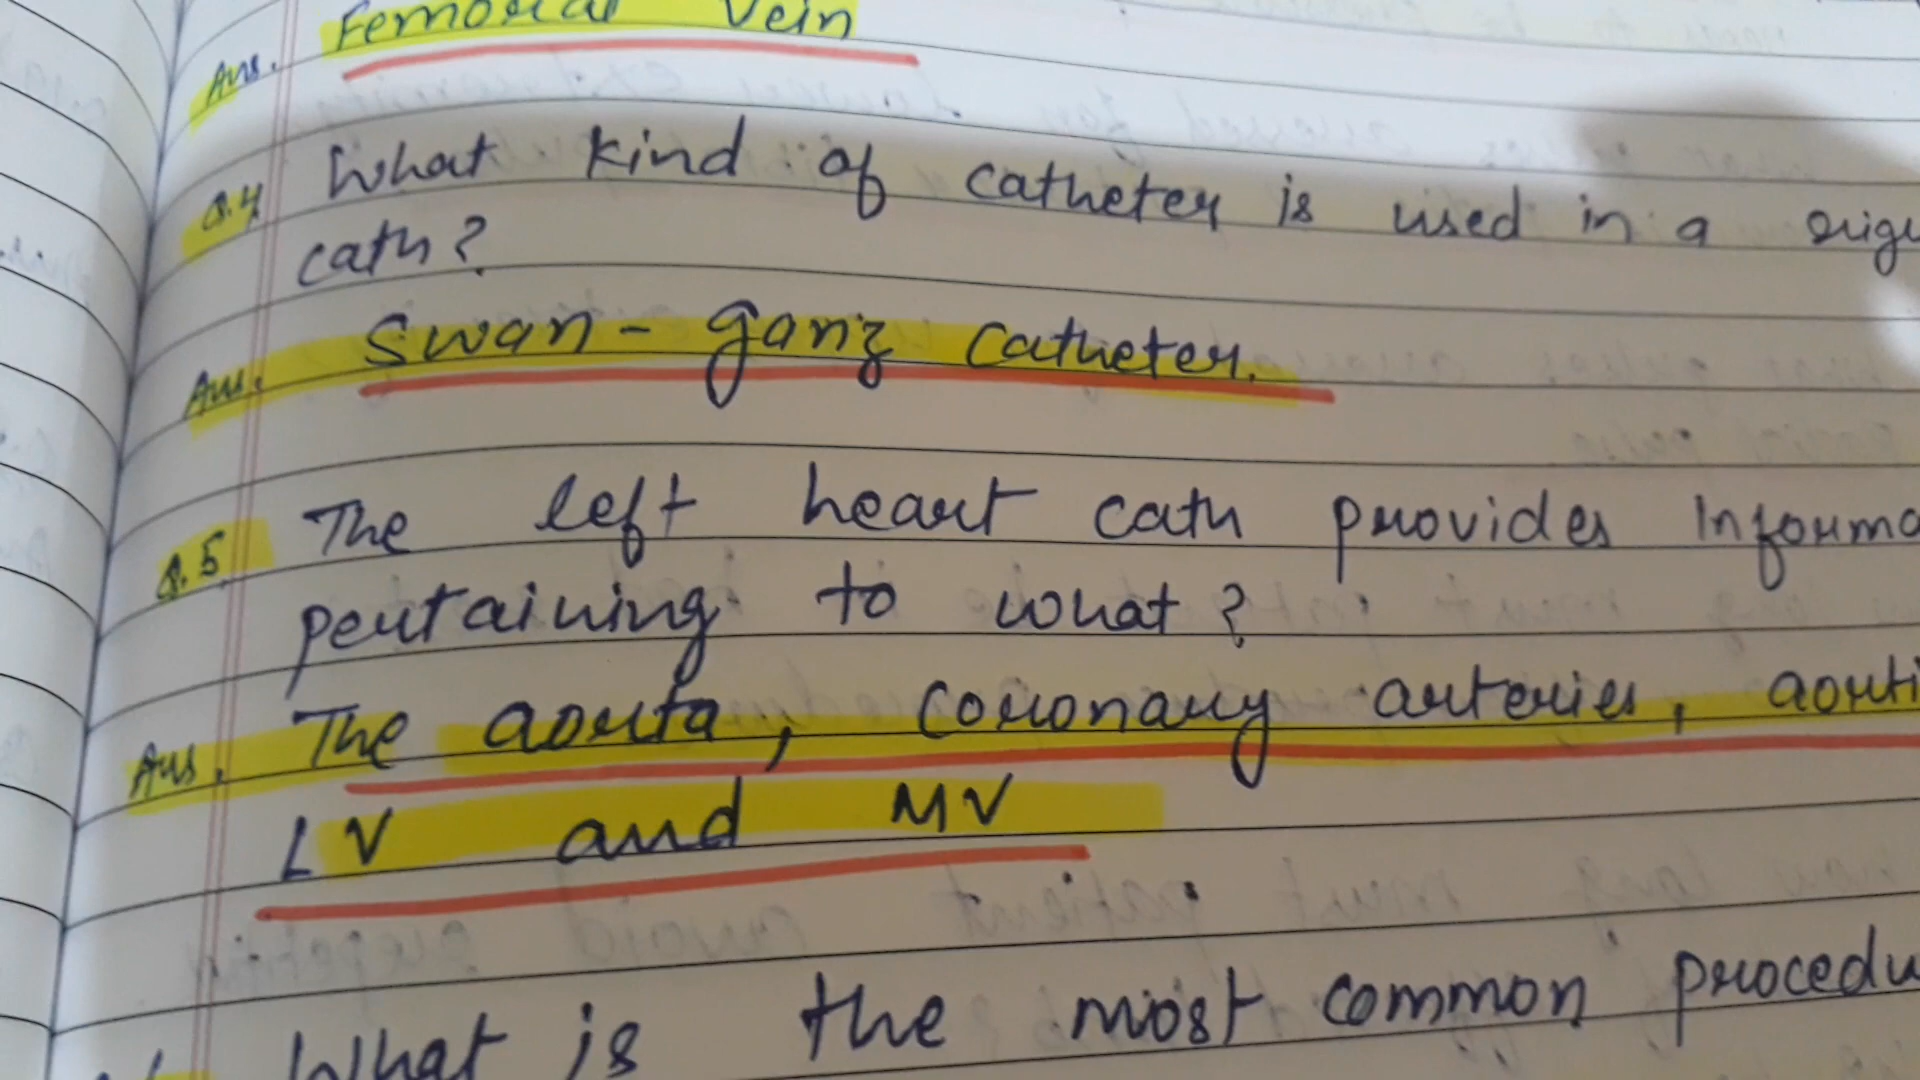 Ans. Femoral Vein
Q.4 What kind of catheter is used in a
cath?
Ans. Swan-ganz catheter.
Q.5 The left heart cath provides
pertaining to what?
Ans. The aorta, coronary arteries,
LV and MV
What is the most common